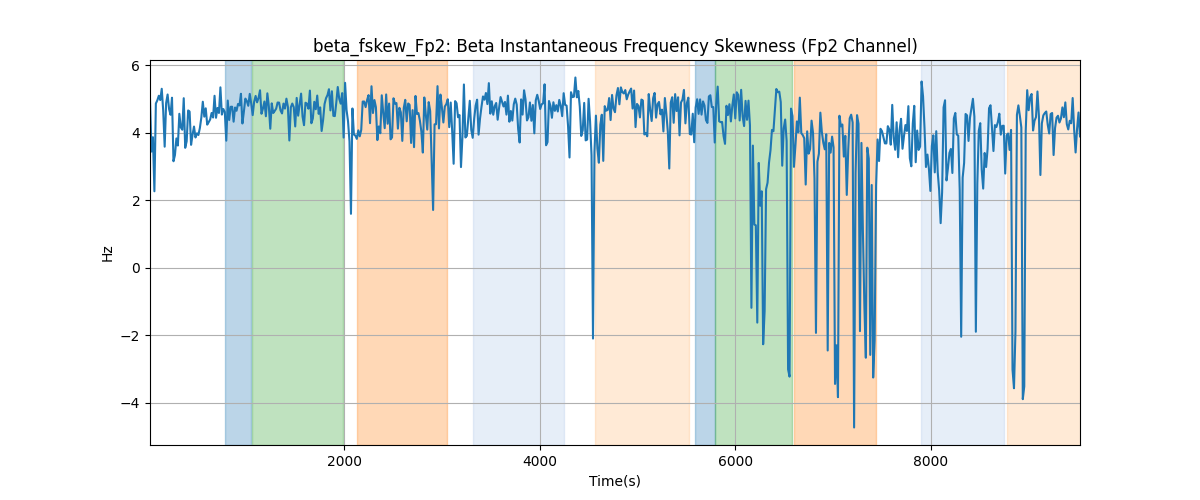 beta_fskew_Fp2: Beta Instantaneous Frequency Skewness (Fp2 Channel)
6
4
2
0
−2
−4
Hz
2000 4000 6000 8000
Time(s)